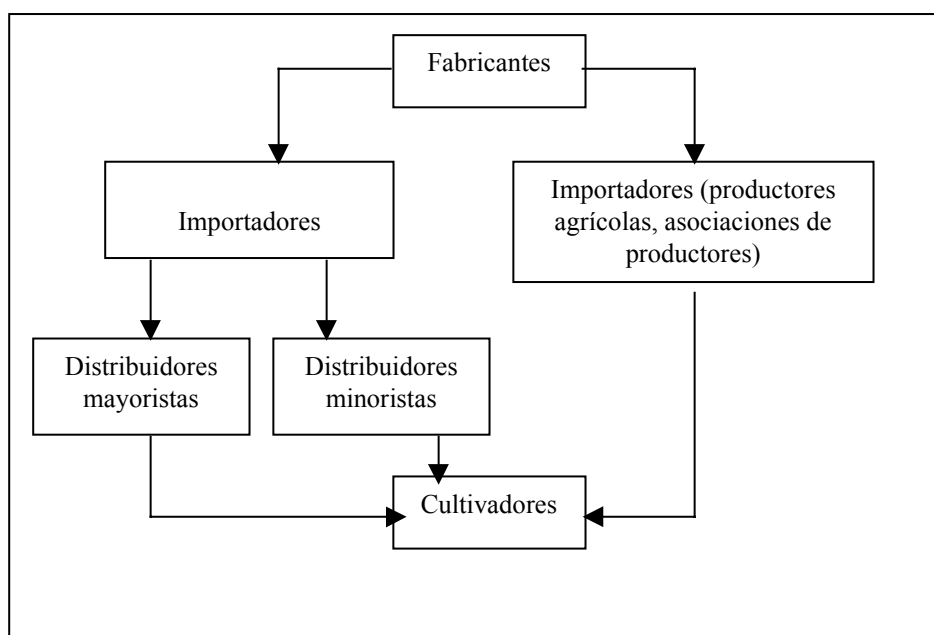 Fabricantes
Importadores
Importadores (productores
agrícolas, asociaciones de
productores)
Distribuidores
mayoristas
Distribuidores
minoristas
Cultivadores